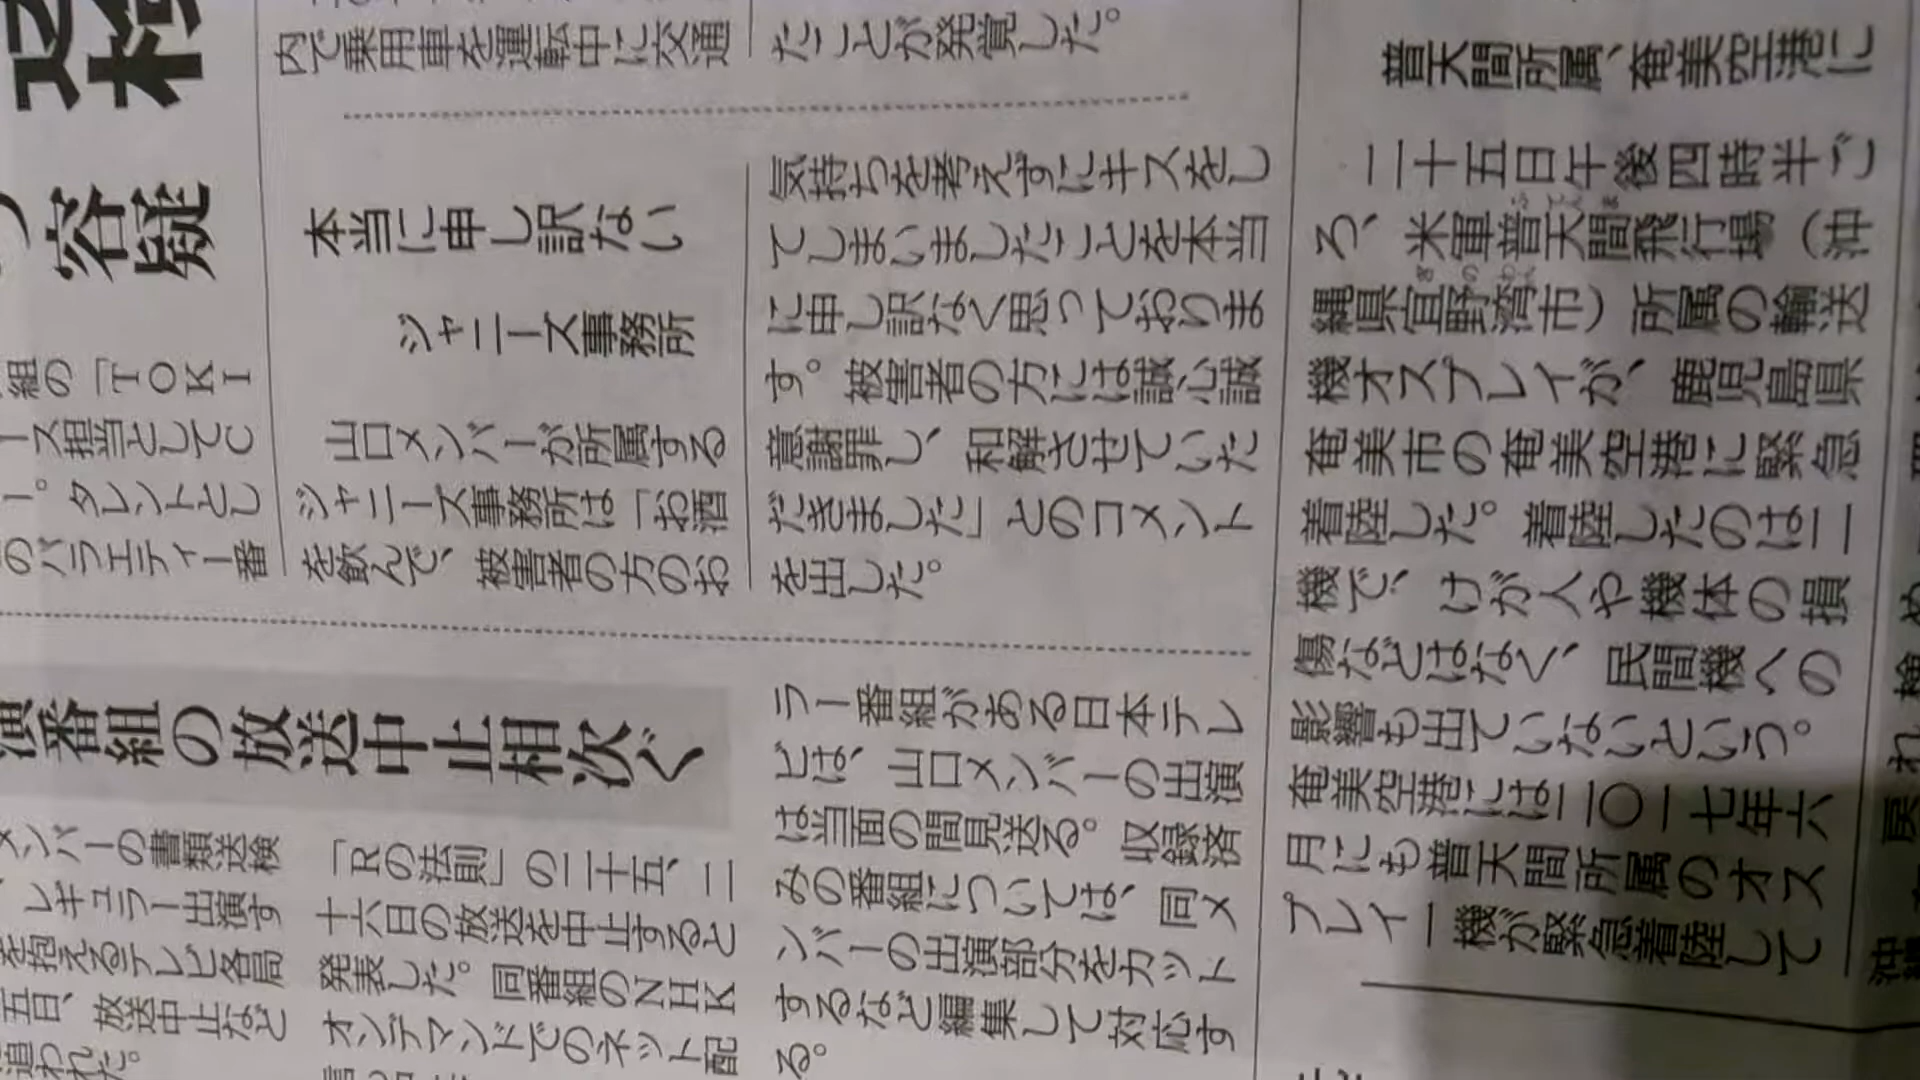 逆
容疑
内で乗用車を運転中に交通
たことが発覚した。
組の「TOKI
ース担当としてC
ー。タレントとし
のバラエティー番
本当に申し訳ない
ジャニーズ事務所
山口メンバーが所属する
ジャニーズ事務所は「お酒
を飲んで、被害者の方のお
気持ちを考えずにキスをし
てしまいましたことを本当
に申し訳なく思っておりま
す。被害者の方には誠心誠
意謝罪し、和解させていた
だきました」とのコメント
を出した。
演番組の放送中止相次ぐ
メンバーの書類送検
レギュラー出演す
を抱えるテレビ各局
五日、放送中止など
追われた。
「Rの法則」の二十五、二
十六日の放送を中止すると
発表した。同番組のNHK
オンデマンドでのネット配
ラー番組がある日本テレ
ビは、山口メンバーの出演
は当面の間見送る。収録済
みの番組については、同メ
ンバーの出演部分をカット
するなど編集して対応す
る。
普天間所属、奄美空港に
二十五日午後四時半ご
ろ、米軍普天間飛行場(沖
縄県宜野湾市)所属の輸送
機オスプレイが、鹿児島県
奄美市の奄美空港に緊急
着陸した。着陸したのは二
機で、けが人や機体の損
傷などはなく、民間機への
影響も出ていないという。
奄美空港には二〇一七年六
月にも普天間所属のオス
プレイ一機が緊急着陸して